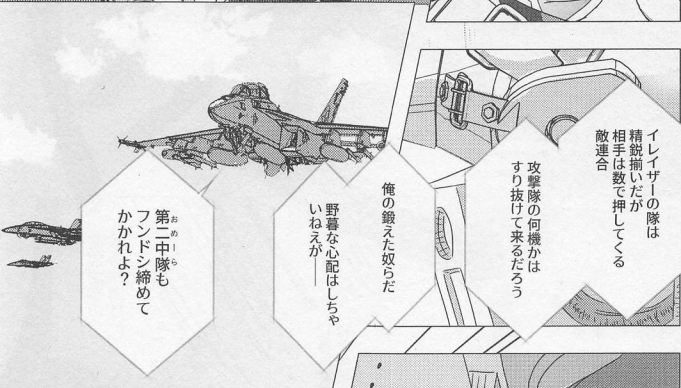 イレイザーの隊は
精鋭揃いだが
相手は数で押してくる
敵連合
攻撃隊の何機かは
すり抜けて来るだろう
俺の鍛えた奴らだ
野暮な心配はしちゃ
いねえが──
第二中隊も
おめーら
フンドシ締めて
かかれよ?